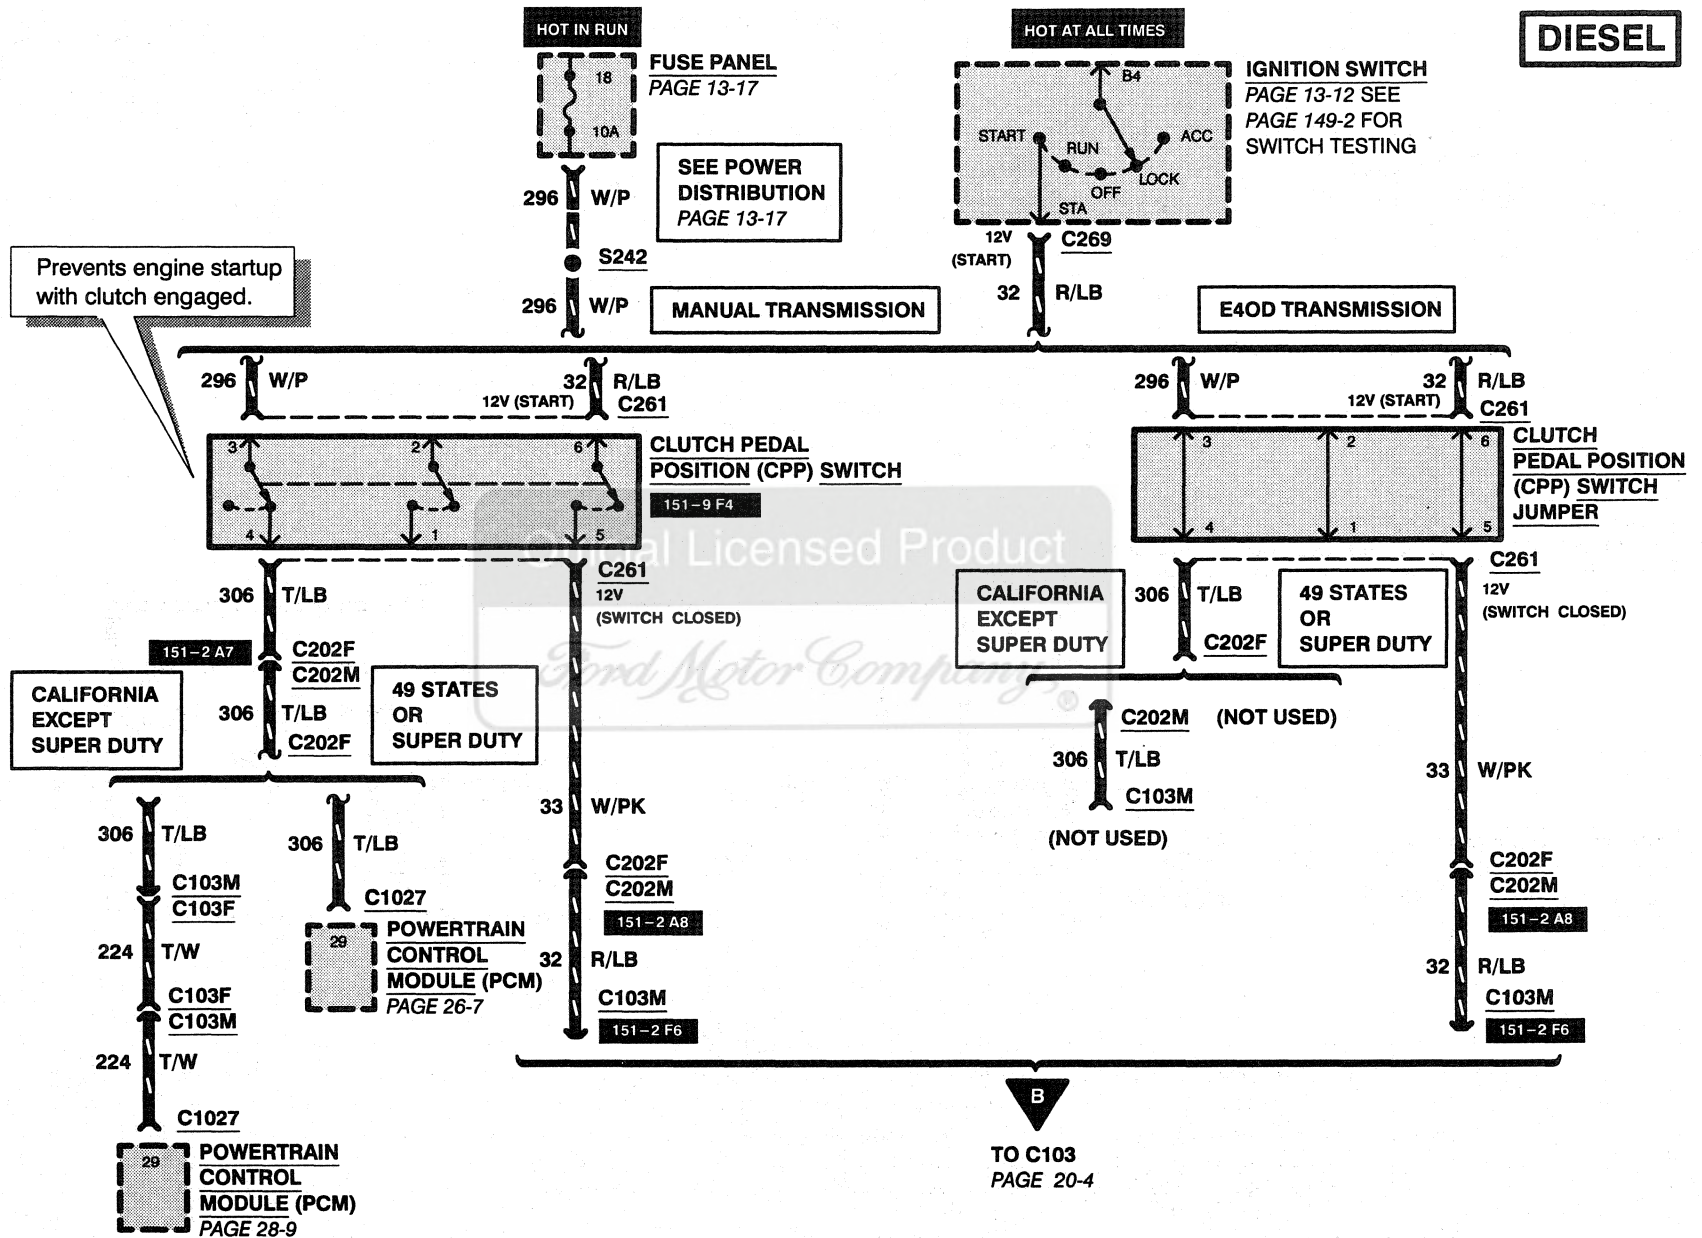 HOT IN RUN
HOT AT ALL TIMES
DIESEL
FUSE PANEL
PAGE 13-17
18
10A
IGNITION SWITCH
PAGE 13-12 SEE
PAGE 149-2 FOR
SWITCH TESTING
B4
START
RUN
OFF
LOCK
ACC
STA
SEE POWER
DISTRIBUTION
PAGE 13-17
296 W/P
S242
296 W/P
12V
(START)
C269
32 R/LB
Prevents engine startup
with clutch engaged.
MANUAL TRANSMISSION
E4OD TRANSMISSION
296 W/P
12V (START)
32 R/LB
C261
296 W/P
12V (START)
32 R/LB
C261
3 2 6
4 1 5
CLUTCH PEDAL
POSITION (CPP) SWITCH
151-9 F4
3 2 6
4 1 5
CLUTCH
PEDAL POSITION
(CPP) SWITCH
JUMPER
Official Licensed Product
Ford Motor Company
®
306 T/LB
C261
12V
(SWITCH CLOSED)
151-2 A7
C202F
C202M
306 T/LB
C202F
CALIFORNIA
EXCEPT
SUPER DUTY
49 STATES
OR
SUPER DUTY
CALIFORNIA
EXCEPT
SUPER DUTY
306 T/LB
C202F
49 STATES
OR
SUPER DUTY
C261
12V
(SWITCH CLOSED)
C202M (NOT USED)
306 T/LB
C103M
(NOT USED)
306 T/LB
C103M
C103F
224 T/W
C103F
C103M
224 T/W
C1027
29
POWERTRAIN
CONTROL
MODULE (PCM)
PAGE 28-9
306 T/LB
C1027
29
POWERTRAIN
CONTROL
MODULE (PCM)
PAGE 26-7
33 W/PK
C202F
C202M
151-2 A8
32 R/LB
C103M
151-2 F6
33 W/PK
C202F
C202M
151-2 A8
32 R/LB
C103M
151-2 F6
B
TO C103
PAGE 20-4